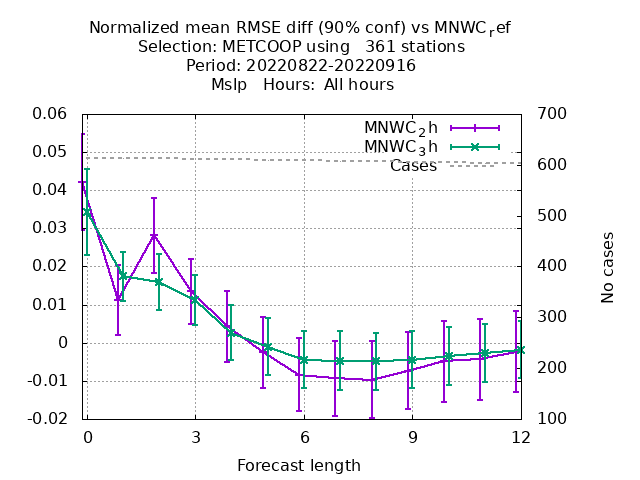 Normalized mean RMSE diff (90% conf) vs MNWC_ref
Selection: METCOOP using 361 stations
Period: 20220822-20220916
Mslp Hours: All hours
0.06
0.05
0.04
0.03
0.02
0.01
0
-0.01
-0.02
700
600
500
400
300
200
100
MNWC_2h
MNWC_3h
Cases
No cases
0 3 6 9 12
Forecast length